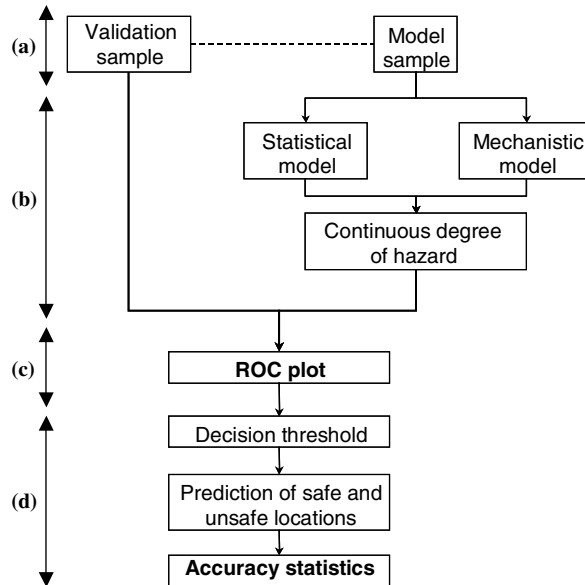 (a)
Validation
sample
Model
sample
(b)
Statistical
model
Mechanistic
model
Continuous degree
of hazard
(c)
ROC plot
(d)
Decision threshold
Prediction of safe and
unsafe locations
Accuracy statistics